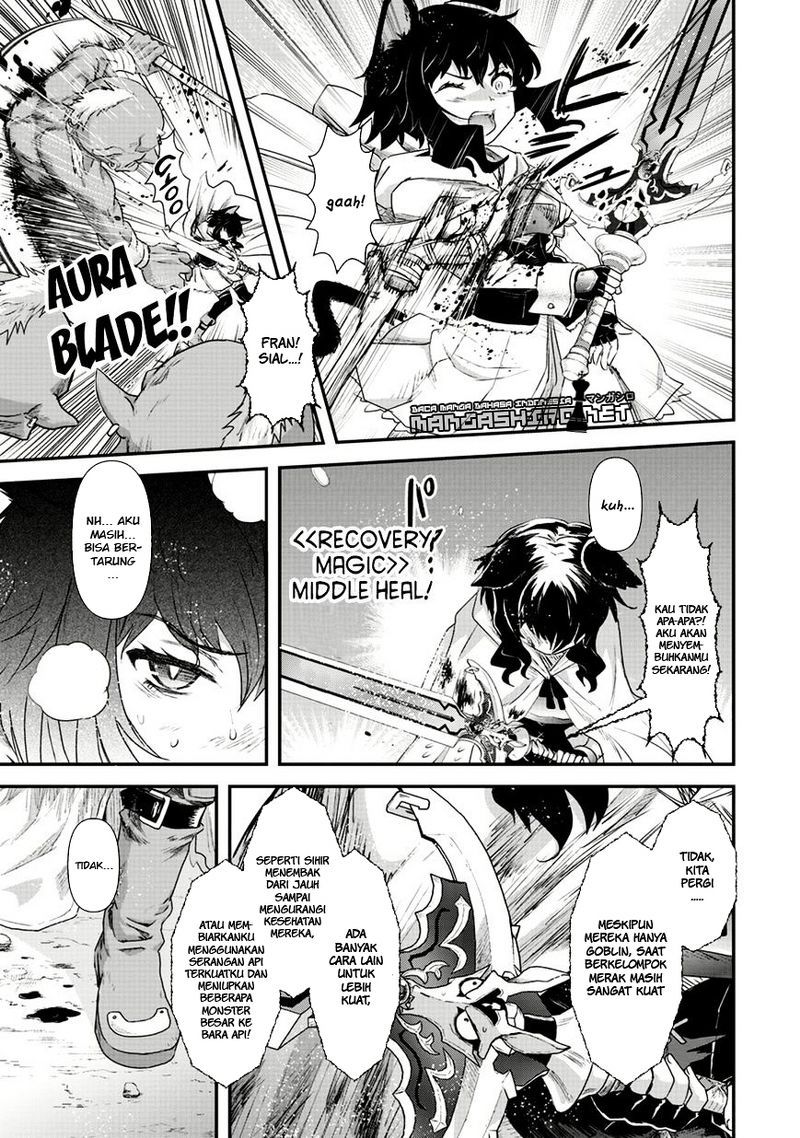 gaah!
GZOO
AURA
BLADE!!
FRAN!
SIAL...!
BACA MANGA BAHASA INDONESIA - マンガシロ
MANGASHIRO.NET
kuh...
パ
<<RECOVERY
MAGIC>>
MIDDLE HEAL!
KAU TIDAK
APA-APA?!
AKU AKAN
MENYEM-
BUHKANMU
SEKARANG!
NH... AKU
MASIH...
BISA BER-
TARUNG
...
TIDAK,
KITA
PERGI
.....
MESKIPUN
MEREKA HANYA
GOBLIN, SAAT
BERKELOMPOK
MERAK MASIH
SANGAT KUAT
ADA
BANYAK
CARA LAIN
UNTUK
LEBIH
KUAT,
SEPERTI SIHIR
MENEMBAK
DARI JAUH
SAMPAI
MENGURANGI
KESEHATAN
MEREKA,
ATAU MEM-
BIARKANKU
MENGGUNAKAN
SERANGAN API
TERKUATKU DAN
MENIUPKAN
BEBERAPA
MONSTER
BESAR KE
BARA API!
TIDAK...